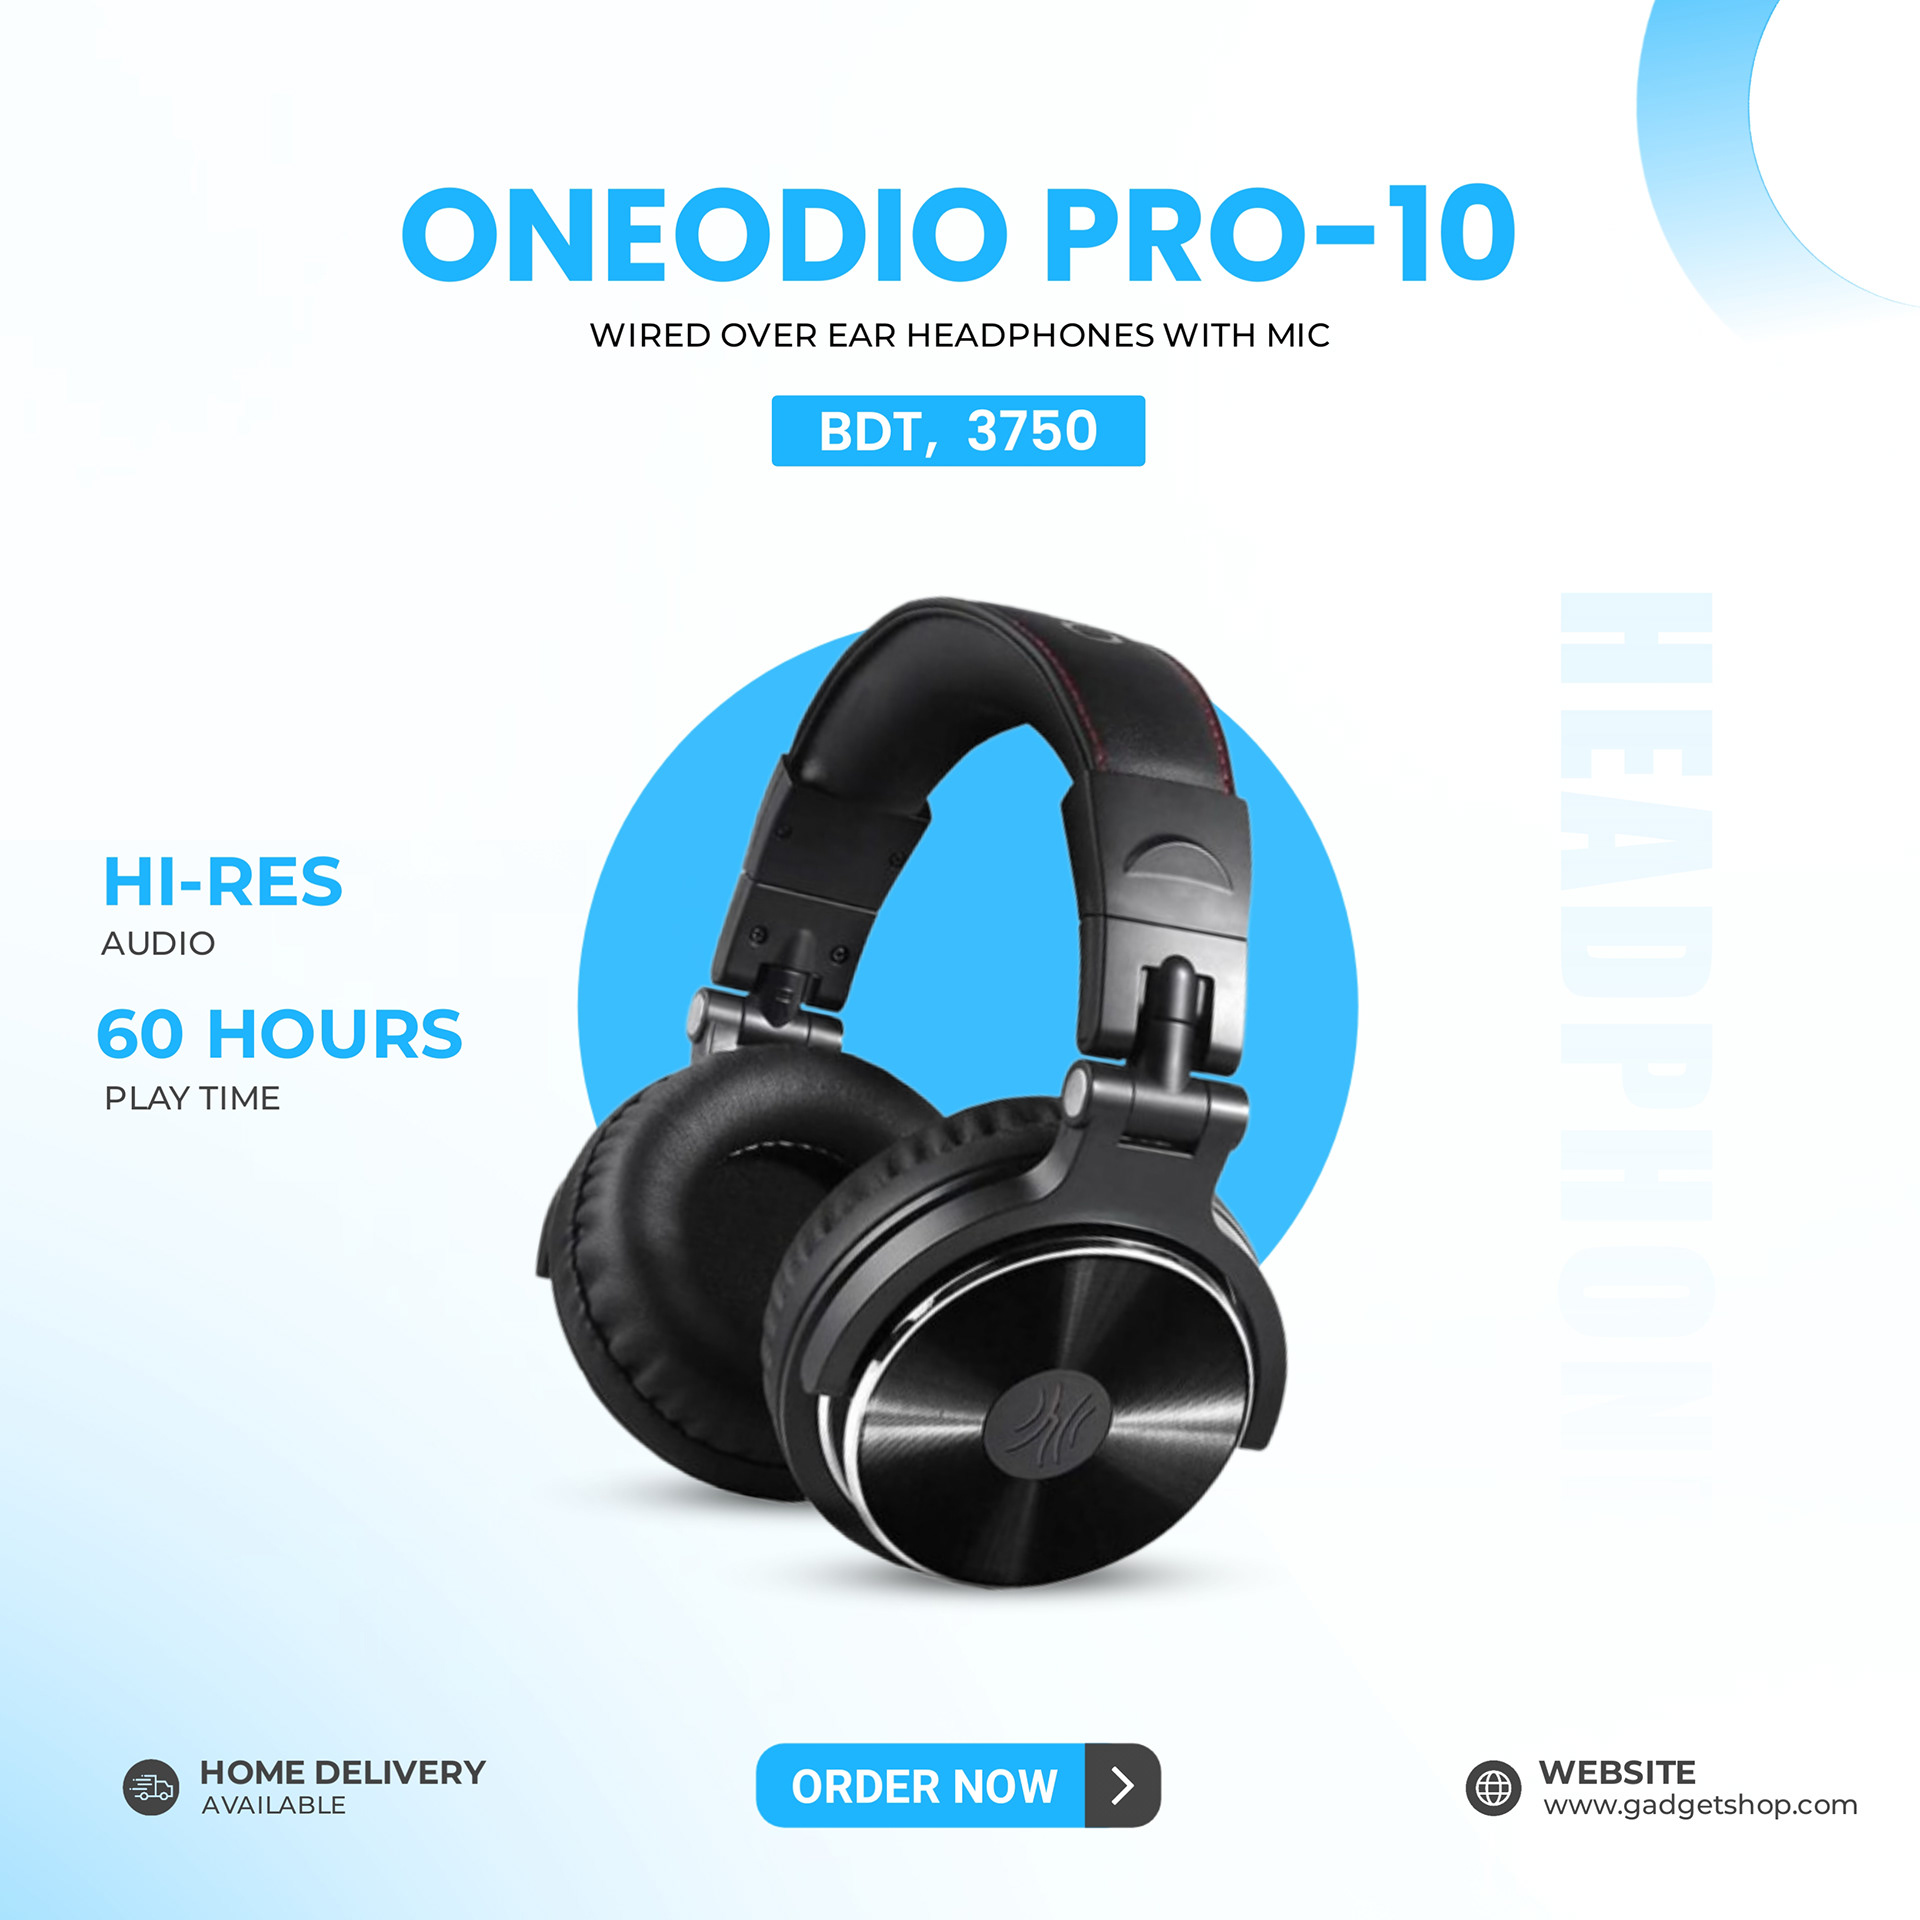 ONEODIO PRO-10
WIRED OVER EAR HEADPHONES WITH MIC
BDT, 3750
HEADPHONE
HI-RES
AUDIO
60 HOURS
PLAY TIME
HOME DELIVERY
AVAILABLE
ORDER NOW
WEBSITE
www.gadgetshop.com